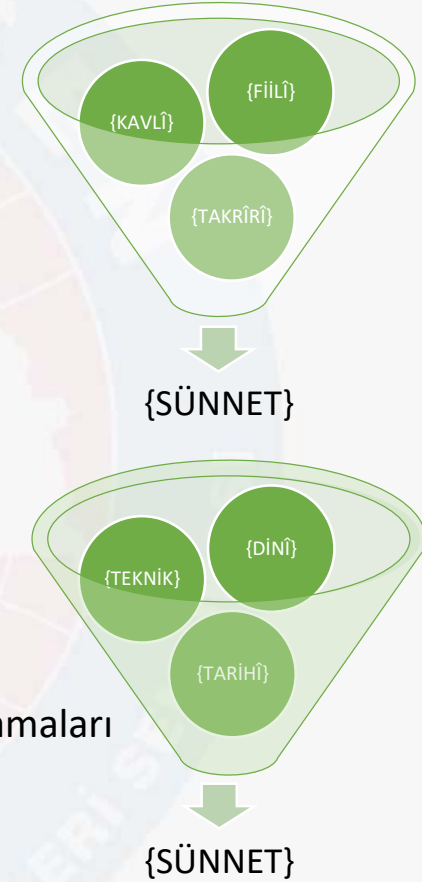 {FİİLÎ}
{KAVLÎ}
{TAKRÎRÎ}
{SÜNNET}
{DİNÎ}
{TEKNİK}
{TARİHÎ}
maları
{SÜNNET}